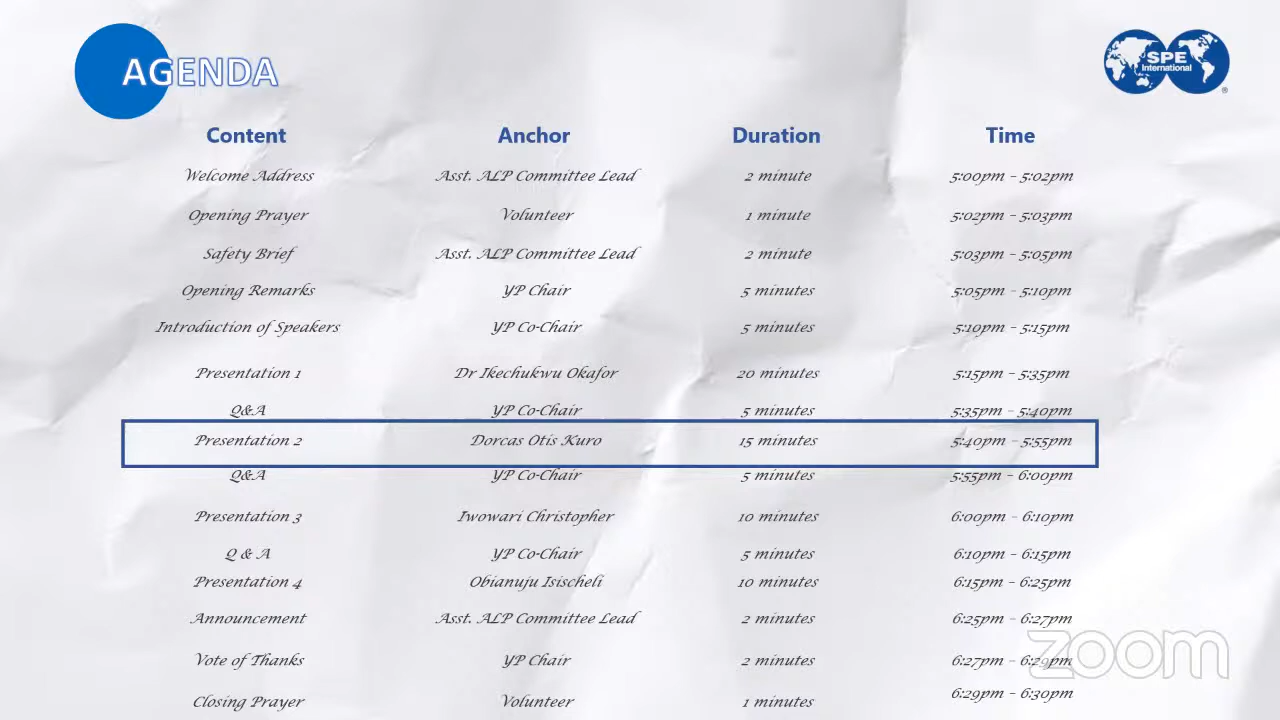 AGENDA
SPE
International
®
Content Anchor Duration Time
Welcome Address Asst. ALP Committee Lead 2 minute 5:00pm – 5:02pm
Opening Prayer Volunteer 1 minute 5:02pm – 5:03pm
Safety Brief Asst. ALP Committee Lead 2 minute 5:03pm – 5:05pm
Opening Remarks YP Chair 5 minutes 5:05pm – 5:10pm
Introduction of Speakers YP Co-Chair 5 minutes 5:10pm – 5:15pm
Presentation 1 Dr Ikechukwu Okafor 20 minutes 5:15pm – 5:35pm
Q&A YP Co-Chair 5 minutes 5:35pm – 5:40pm
Presentation 2 Dorcas Otis Kuro 15 minutes 5:40pm – 5:55pm
Q&A YP Co-Chair 5 minutes 5:55pm – 6:00pm
Presentation 3 Iwowari Christopher 10 minutes 6:00pm – 6:10pm
Q & A YP Co-Chair 5 minutes 6:10pm – 6:15pm
Presentation 4 Obianuju Isischeli 10 minutes 6:15pm – 6:25pm
Announcement Asst. ALP Committee Lead 2 minutes 6:25pm – 6:27pm
Vote of Thanks YP Chair 2 minutes 6:27pm – 6:29pm
Closing Prayer Volunteer 1 minutes 6:29pm – 6:30pm
zoom